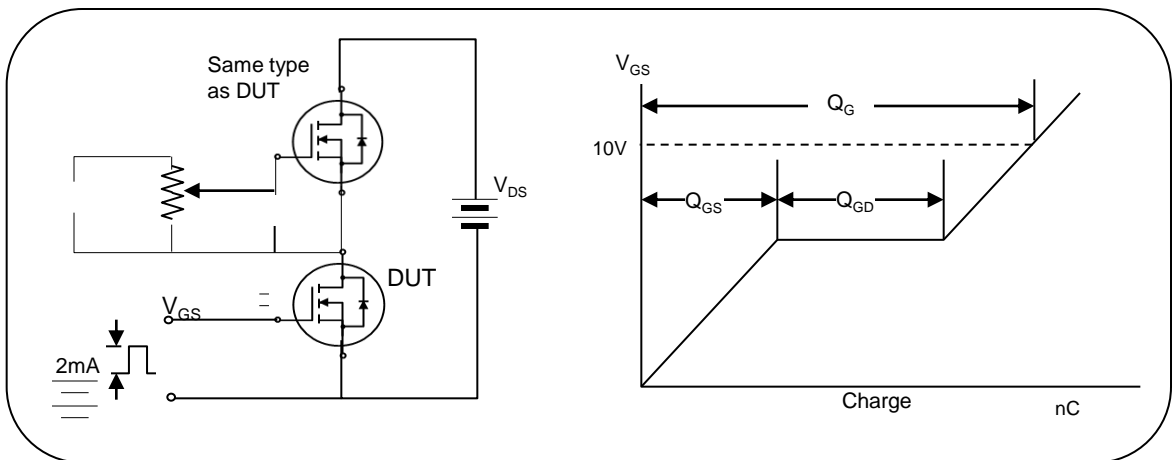 Same type
as DUT
V_DS
DUT
V_GS
2mA
V_GS
Q_G
10V
Q_GS
Q_GD
Charge
nC